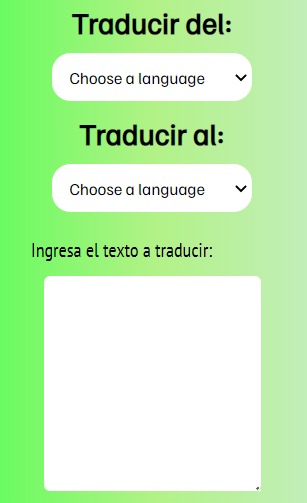 Traducir del:
Choose a language
Traducir al:
Choose a language
Ingresa el texto a traducir: